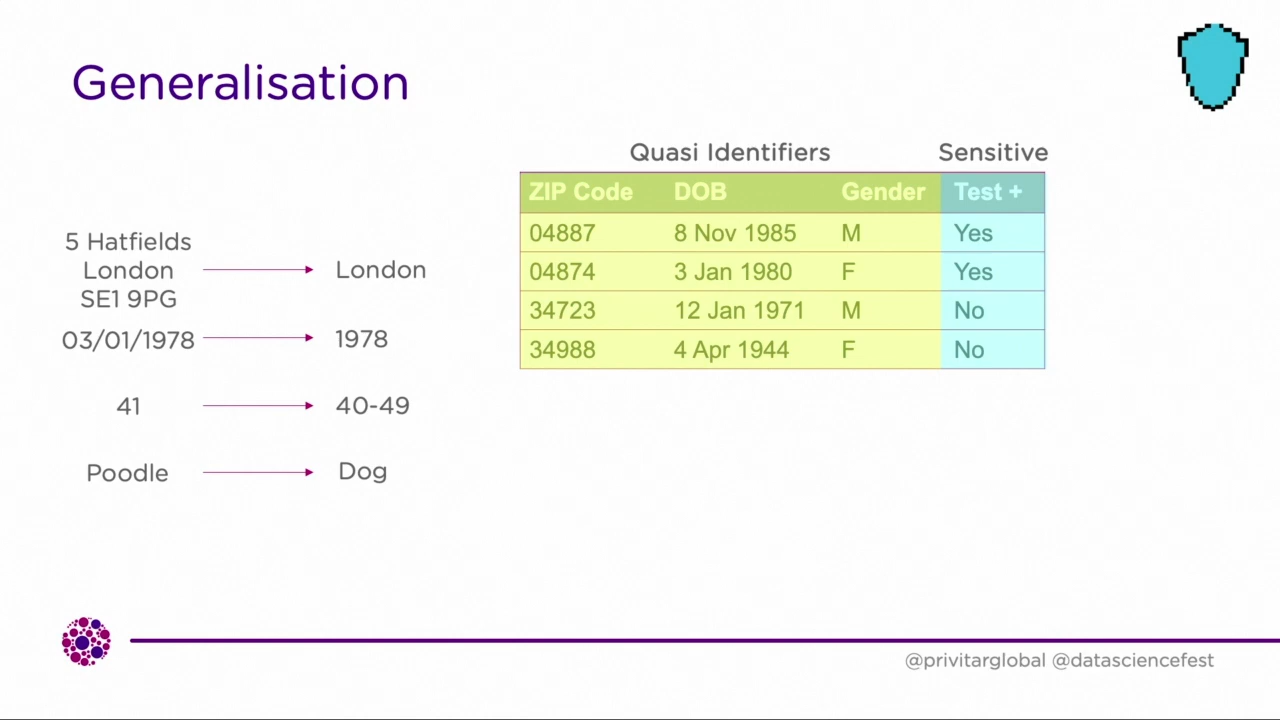 Generalisation
5 Hatfields
London
SE1 9PG
London
03/01/1978
1978
41
40-49
Poodle
Dog
Quasi Identifiers Sensitive
ZIP Code DOB Gender Test +
04887 8 Nov 1985 M Yes
04874 3 Jan 1980 F Yes
34723 12 Jan 1971 M No
34988 4 Apr 1944 F No
@privitarglobal @datasciencefest